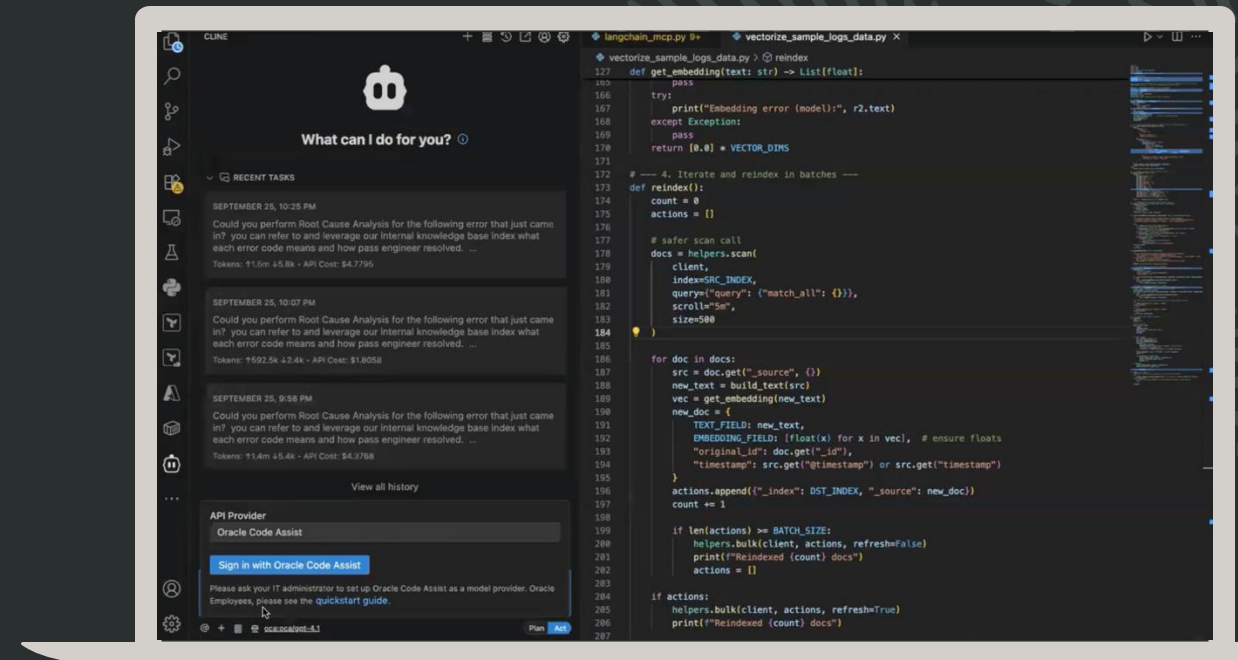 CLINE
What can I do for you?
RECENT TASKS
SEPTEMBER 25, 10:25 PM
Could you perform Root Cause Analysis for the following error that just came
in? you can refer to and leverage our internal knowledge base index what
each error code means and how pass engineer resolved. ...
Tokens: ↑1.6m ↓5.8k - API Cost: $4.7795
SEPTEMBER 25, 10:07 PM
Could you perform Root Cause Analysis for the following error that just came
in? you can refer to and leverage our internal knowledge base index what
each error code means and how pass engineer resolved. ...
Tokens: ↑592.5k ↓2.4k - API Cost: $1.8058
SEPTEMBER 25, 9:58 PM
Could you perform Root Cause Analysis for the following error that just came
in? you can refer to and leverage our internal knowledge base index what
each error code means and how pass engineer resolved. ...
Tokens: ↑1.4m ↓5.4k - API Cost: $4.3768
View all history
API Provider
Oracle Code Assist
Sign in with Oracle Code Assist
Please ask your IT administrator to set up Oracle Code Assist as a model provider. Oracle
Employees, please see the quickstart guide.
@ + oca:oca/gpt-4.1
Plan Act
langchain_mcp.py 9+ vectorize_sample_logs_data.py ×
vectorize_sample_logs_data.py > reindex
127 def get_embedding(text: str) -> List[float]:
165 pass
166 try:
167 print("Embedding error (model):", r2.text)
168 except Exception:
169 pass
170 return [0.0] * VECTOR_DIMS
171
172 # —— 4. Iterate and reindex in batches ——
173 def reindex():
174 count = 0
175 actions = []
176
177 # safer scan call
178 docs = helpers.scan(
179 client,
180 index=SRC_INDEX,
181 query={"query": {"match_all": {}}},
182 scroll="5m",
183 size=500
184 )
185
186 for doc in docs:
187 src = doc.get("_source", {})
188 new_text = build_text(src)
189 vec = get_embedding(new_text)
190 new_doc = {
191 TEXT_FIELD: new_text,
192 EMBEDDING_FIELD: [float(x) for x in vec], # ensure floats
193 "original_id": doc.get("_id"),
194 "timestamp": src.get("@timestamp") or src.get("timestamp")
195 }
196 actions.append({"_index": DST_INDEX, "_source": new_doc})
197 count += 1
198
199 if len(actions) >= BATCH_SIZE:
200 helpers.bulk(client, actions, refresh=False)
201 print(f"Reindexed {count} docs")
202 actions = []
203
204 if actions:
205 helpers.bulk(client, actions, refresh=True)
206 print(f"Reindexed {count} docs")
207